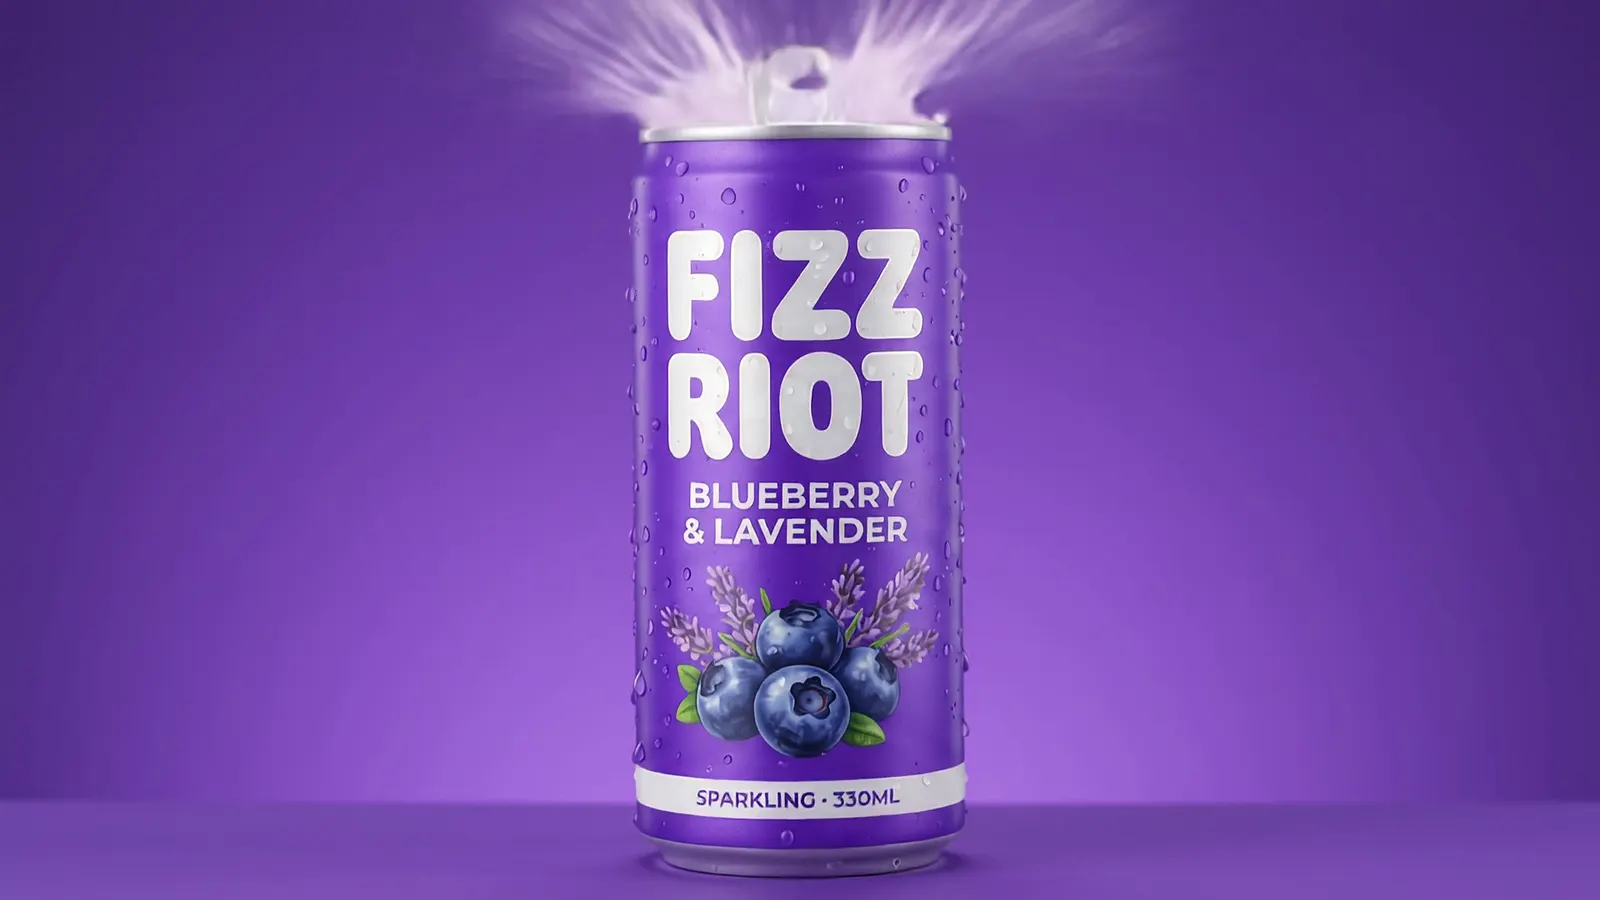 FIZZ
RIOT
BLUEBERRY
& LAVENDER
SPARKLING · 330ML